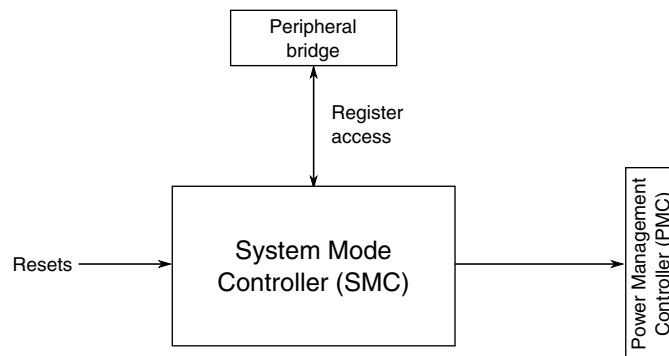 Peripheral
bridge
Register
access
Resets
System Mode
Controller (SMC)
Power Management
Controller (PMC)